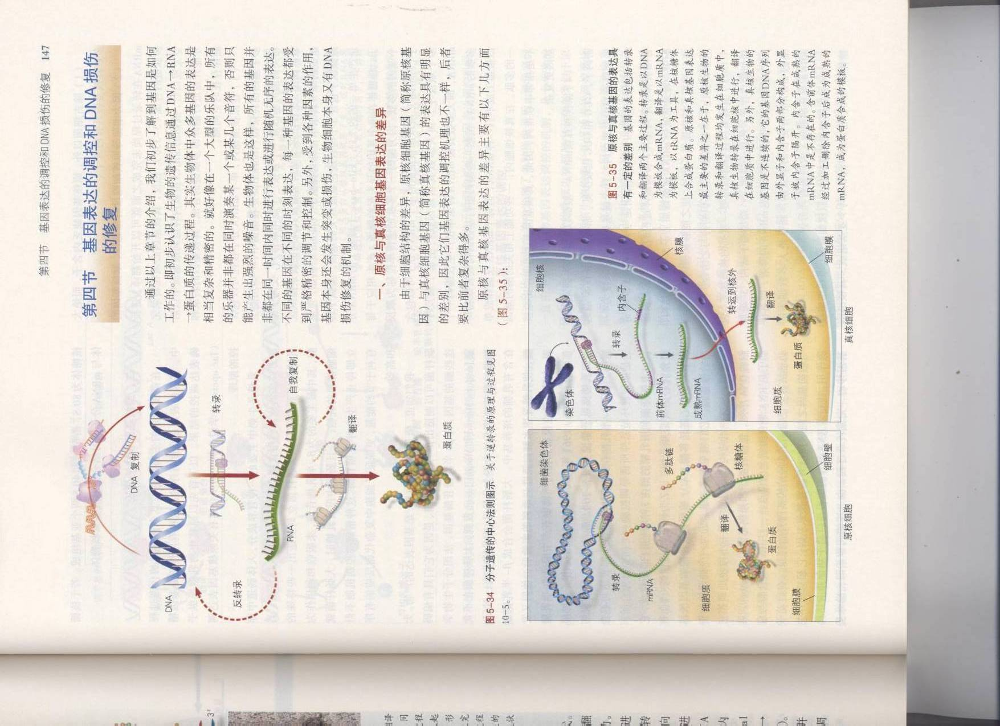 第四节 基因表达的调控和 DNA 损伤的修复 147
第四节 基因表达的调控和 DNA 损伤
的修复
通过以上章节的介绍，我们初步了解到基因是如何
工作的。即初步认识了生物的遗传信息通过DNA→RNA
→蛋白质的传递过程。其实生物体中众多基因的表达是
相当复杂和精密的。就好像在一个大型的乐队中，所有
的乐器并非都在同时演奏某一个或某几个音符，否则只
能产生出强烈的噪音。生物体也是这样，所有的基因并
非都在同一时间内同时进行表达或进行随机无序的表达。
不同的基因在不同的时刻表达，每一种基因的表达都受
到严格精密的调节和控制。另外，受到各种因素的作用，
基因本身还会发生突变或损伤，生物细胞本身又有DNA
损伤修复的机制。
一、原核与真核细胞基因表达的差异
由于细胞结构的差异，原核细胞基因（简称原核基
因）与真核细胞基因（简称真核基因）的表达具有明显
的差别，因此它们基因表达的调控机理也不一样，后者
要比前者复杂得多。
原核与真核基因表达的差异主要有以下几方面
（图 5-35）：
DNA 复制
DNA
转录
反转录
RNA
自我复制
翻译
蛋白质
图 5-34 分子遗传的中心法则图示 关于逆转录的原理与过程见图
10-5。
细菌染色体
转录
mRNA
多肽链
核糖体
翻译
细胞质
蛋白质
细胞膜
细胞壁
原核细胞
细胞核
染色体
转录
内含子
核膜
前体mRNA
成熟mRNA
转运到核外
翻译
细胞质
蛋白质
细胞膜
真核细胞
图 5-35 原核与真核基因的表达具
有一定的差别 基因的表达包括转录
和翻译两个主要过程。转录是以DNA
为模板合成mRNA，翻译是以mRNA
为模板，以 tRNA 为工具，在核糖体
上合成蛋白质。原核和真核基因表达
最主要的差异之一在于，原核生物的
转录和翻译过程均发生在细胞质中，
真核生物转录在细胞核中进行，翻译
在细胞质中进行。另外，真核生物的
基因是不连续的，它的基因DNA序列
由外显子和内含子两部分构成，外显
子被内含子隔开。内含子在成熟的
mRNA中是不存在的。含前体mRNA
经过加工删除内含子后成为成熟的
mRNA，成为蛋白质合成的模板。
3'